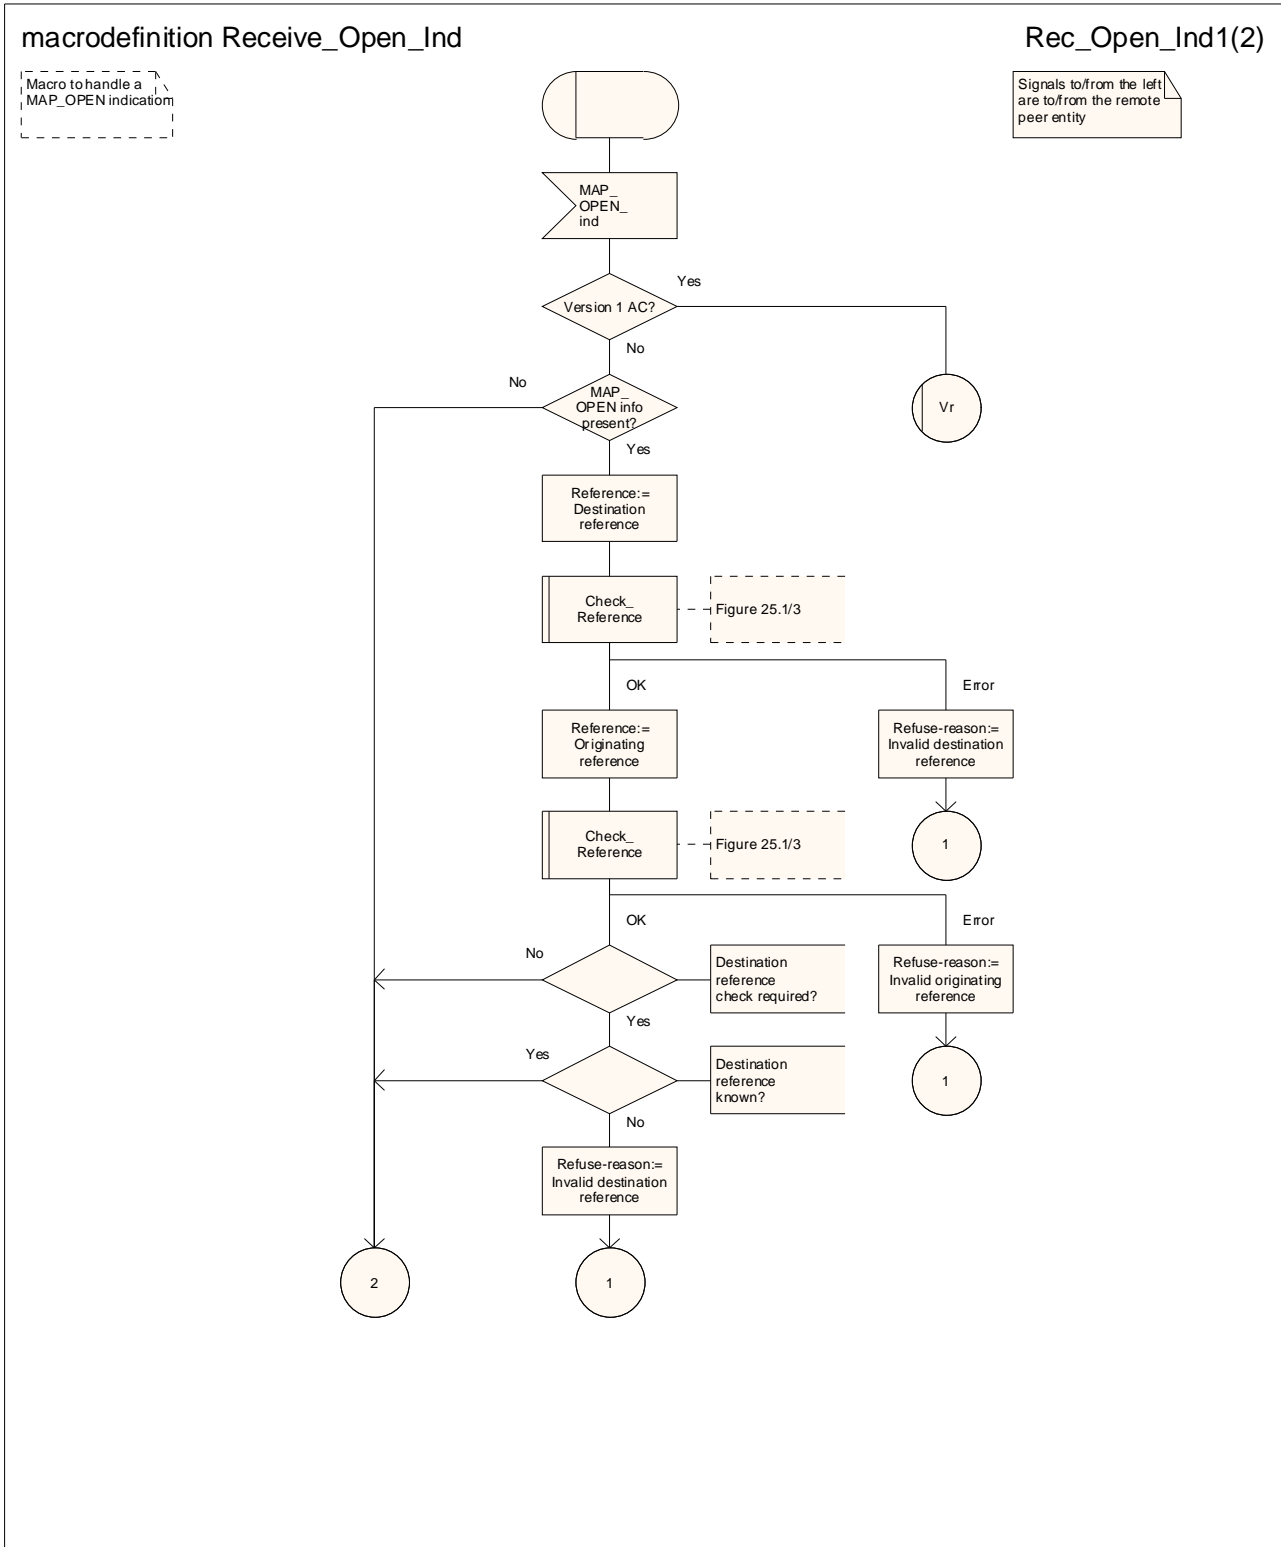 macrodefinition Receive_Open_Ind
Rec_Open_Ind1(2)
Macro to handle a
MAP_OPEN indication
Signals to/from the left
are to/from the remote
peer entity
MAP_
OPEN_
ind
Yes
Version 1 AC?
No
No
MAP_
OPEN info
present?
Vr
Yes
Reference:=
Destination
reference
Check_
Reference
Figure 25.1/3
OK
Error
Reference:=
Originating
reference
Refuse-reason:=
Invalid destination
reference
Check_
Reference
Figure 25.1/3
1
OK
Error
No
Destination
reference
check required?
Refuse-reason:=
Invalid originating
reference
Yes
Yes
Destination
reference
known?
1
No
Refuse-reason:=
Invalid destination
reference
2
1